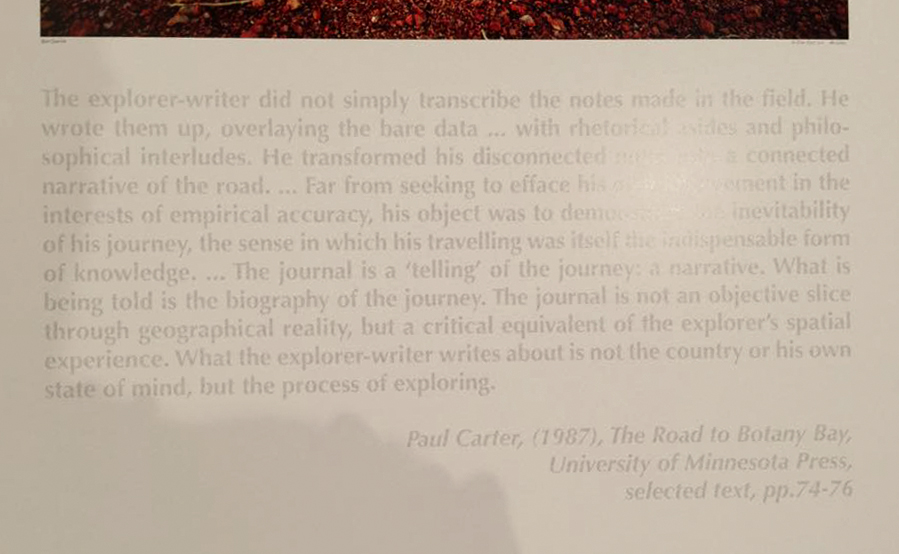 The explorer-writer did not simply transcribe the notes made in the field. He
wrote them up, overlaying the bare data ... with rhetorical asides and philo-
sophical interludes. He transformed his disconnected a connected
narrative of the road. ... Far from seeking to efface his in the
interests of empirical accuracy, his object was to inevitability
of his journey, the sense in which his travelling was itself the indispensable form
of knowledge. ... The journal is a ‘telling’ of the journey: a narrative. What is
being told is the biography of the journey. The journal is not an objective slice
through geographical reality, but a critical equivalent of the explorer’s spatial
experience. What the explorer-writer writes about is not the country or his own
state of mind, but the process of exploring.
Paul Carter, (1987), The Road to Botany Bay,
University of Minnesota Press,
selected text, pp.74-76